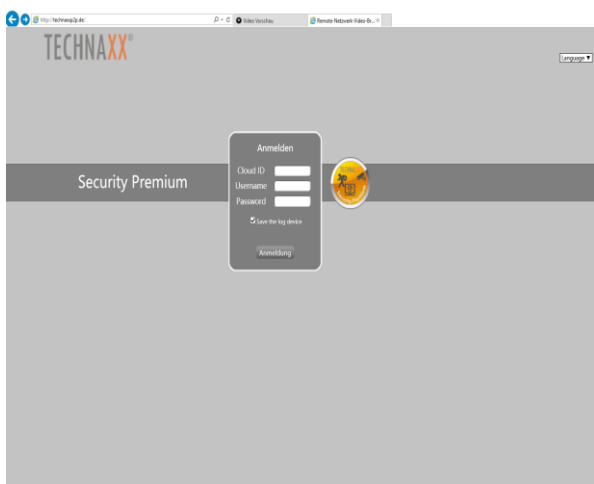 http://technaxxp2p.de/
Video Vorschau
Remote Netzwerk-Video-Br...
TECHNAXX®
Language
Anmelden
Cloud ID
Security Premium
Username
Password
Save the log device
Anmeldung